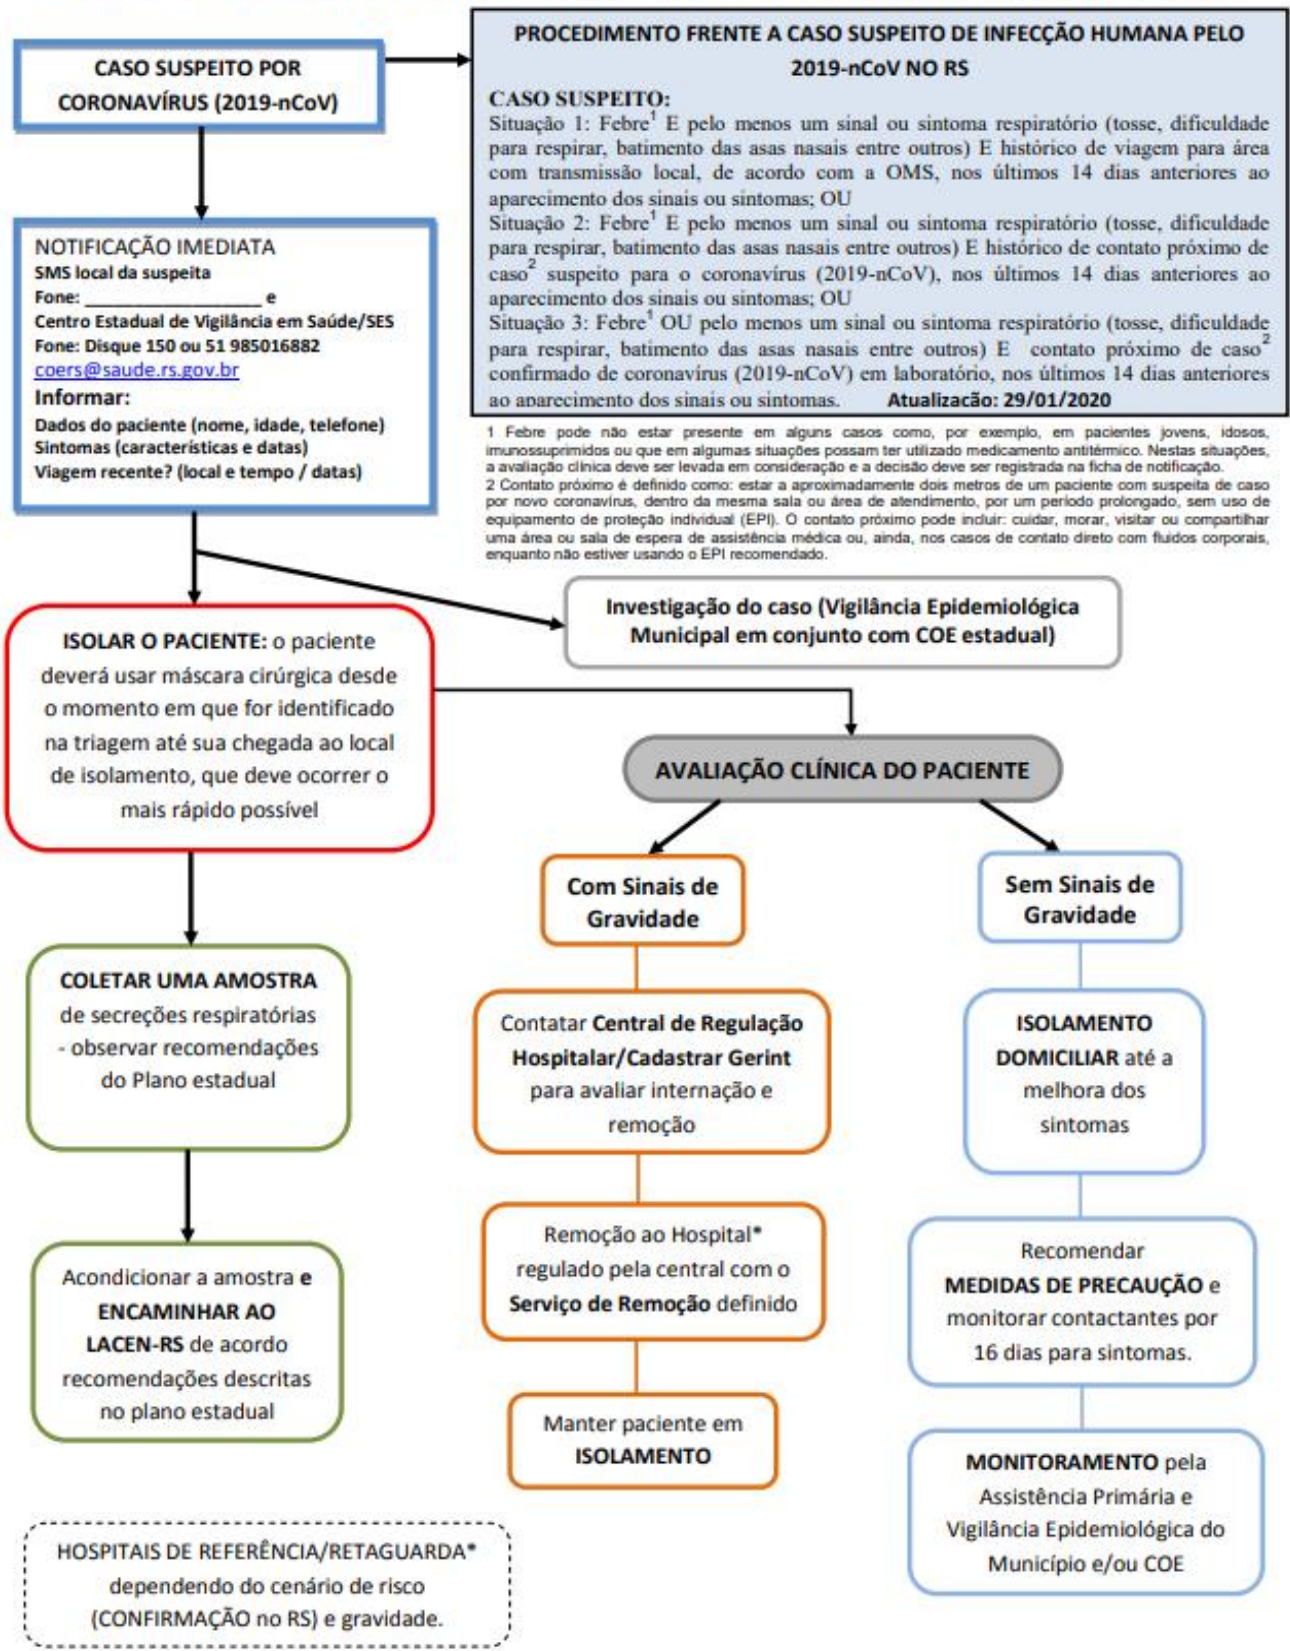 CASO SUSPEITO POR
CORONAVÍRUS (2019-nCoV)
PROCEDIMENTO FRENTE A CASO SUSPEITO DE INFECÇÃO HUMANA PELO
2019-nCoV NO RS
CASO SUSPEITO:
Situação 1: Febre1 E pelo menos um sinal ou sintoma respiratório (tosse, dificuldade
para respirar, batimento das asas nasais entre outros) E histórico de viagem para área
com transmissão local, de acordo com a OMS, nos últimos 14 dias anteriores ao
aparecimento dos sinais ou sintomas; OU
Situação 2: Febre1 E pelo menos um sinal ou sintoma respiratório (tosse, dificuldade
para respirar, batimento das asas nasais entre outros) E histórico de contato próximo de
caso2 suspeito para o coronavírus (2019-nCoV), nos últimos 14 dias anteriores ao
aparecimento dos sinais ou sintomas; OU
Situação 3: Febre1 OU pelo menos um sinal ou sintoma respiratório (tosse, dificuldade
para respirar, batimento das asas nasais entre outros) E contato próximo de caso2
confirmado de coronavírus (2019-nCoV) em laboratório, nos últimos 14 dias anteriores
ao aparecimento dos sinais ou sintomas. Atualização: 29/01/2020
1 Febre pode não estar presente em alguns casos como, por exemplo, em pacientes jovens, idosos,
imunossuprimidos ou que em algumas situações possam ter utilizado medicamento antitérmico. Nestas situações,
a avaliação clínica deve ser levada em consideração e a decisão deve ser registrada na ficha de notificação.
2 Contato próximo é definido como: estar a aproximadamente dois metros de um paciente com suspeita de caso
por novo coronavírus, dentro da mesma sala ou área de atendimento, por um período prolongado, sem uso de
equipamento de proteção individual (EPI). O contato próximo pode incluir: cuidar, morar, visitar ou compartilhar
uma área ou sala de espera de assistência médica ou, ainda, nos casos de contato direto com fluidos corporais,
enquanto não estiver usando o EPI recomendado.
NOTIFICAÇÃO IMEDIATA
SMS local da suspeita
Fone: ____________________ e
Centro Estadual de Vigilância em Saúde/SES
Fone: Disque 150 ou 51 985016882
coers@saude.rs.gov.br
Informar:
Dados do paciente (nome, idade, telefone)
Sintomas (características e datas)
Viagem recente? (local e tempo / datas)
Investigação do caso (Vigilância Epidemiológica
Municipal em conjunto com COE estadual)
ISOLAR O PACIENTE: o paciente
deverá usar máscara cirúrgica desde
o momento em que for identificado
na triagem até sua chegada ao local
de isolamento, que deve ocorrer o
mais rápido possível
AVALIAÇÃO CLÍNICA DO PACIENTE
Com Sinais de
Gravidade
Sem Sinais de
Gravidade
COLETAR UMA AMOSTRA
de secreções respiratórias
- observar recomendações
do Plano estadual
Contatar Central de Regulação
Hospitalar/Cadastrar Gerint
para avaliar internação e
remoção
ISOLAMENTO
DOMICILIAR até a
melhora dos
sintomas
Acondicionar a amostra e
ENCAMINHAR AO
LACEN-RS de acordo
recomendações descritas
no plano estadual
Remoção ao Hospital*
regulado pela central com o
Serviço de Remoção definido
Recomendar
MEDIDAS DE PRECAUÇÃO e
monitorar contactantes por
16 dias para sintomas.
Manter paciente em
ISOLAMENTO
MONITORAMENTO pela
Assistência Primária e
Vigilância Epidemiológica do
Município e/ou COE
HOSPITAIS DE REFERÊNCIA/RETAGUARDA*
dependendo do cenário de risco
(CONFIRMAÇÃO no RS) e gravidade.